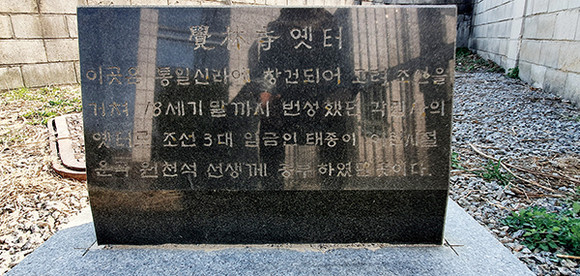 覺林寺 옛터
이곳은 통일신라에 창건되어 고려, 조선을
거쳐 18세기 말까지 번성했던 각림사의
옛터로 조선 3대 임금인 태종이 어린시절
운곡 원천석 선생께 공부하였던 곳이다.